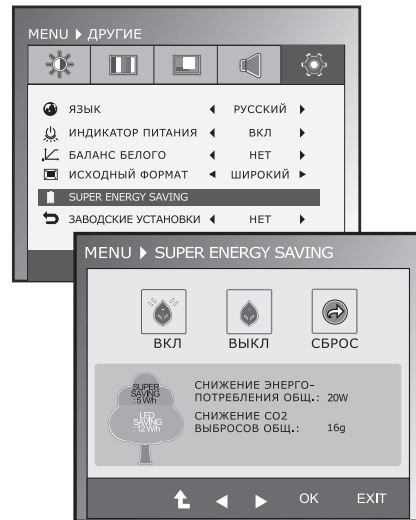 MENU ДРУГИЕ
ЯЗЫК РУССКИЙ
ИНДИКАТОР ПИТАНИЯ ВКЛ
БАЛАНС БЕЛОГО НЕТ
ИСХОДНЫЙ ФОРМАТ ШИРОКИЙ
SUPER ENERGY SAVING
ЗАВОДСКИЕ УСТАНОВКИ НЕТ
MENU SUPER ENERGY SAVING
ВКЛ ВЫКЛ СБРОС
SUPER
SAVING
:5W/h
LED
SAVING
:12W/h
СНИЖЕНИЕ ЭНЕРГО-
ПОТРЕБЛЕНИЯ ОБЩ.: 20W
СНИЖЕНИЕ CO2
ВЫБРОСОВ ОБЩ.: 16g
OK EXIT